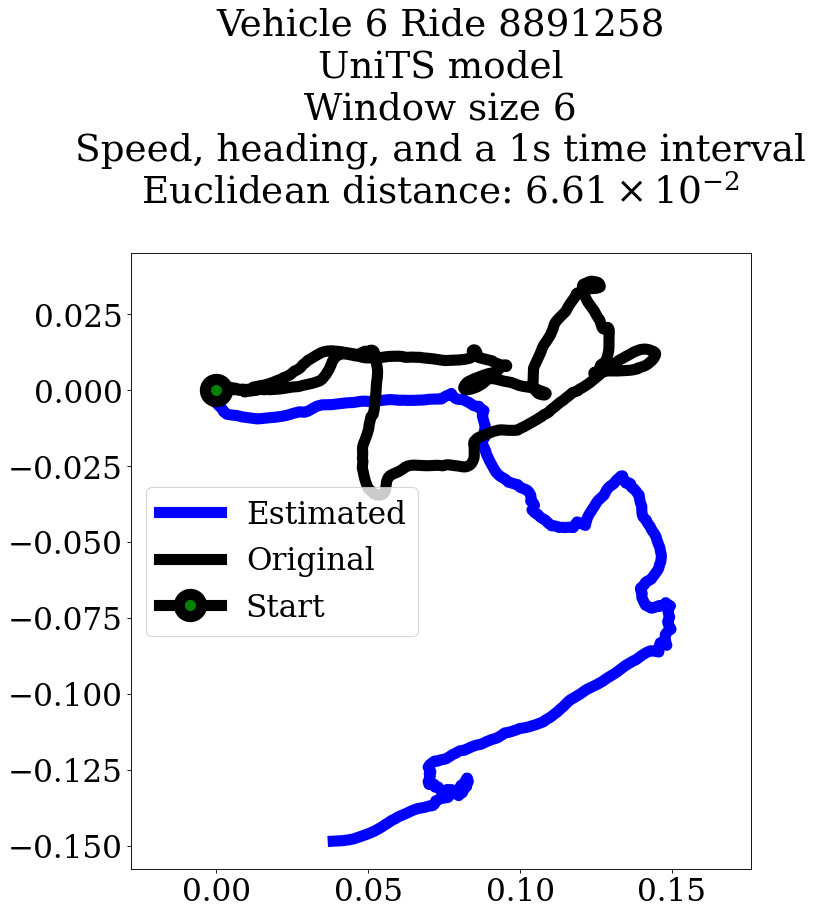 Vehicle 6 Ride 8891258
UniTS model
Window size 6
Speed, heading, and a 1s time interval
Euclidean distance: 6.61 × 10⁻²
0.025
0.000
−0.025
−0.050
−0.075
−0.100
−0.125
−0.150
Estimated
Original
Start
0.00 0.05 0.10 0.15